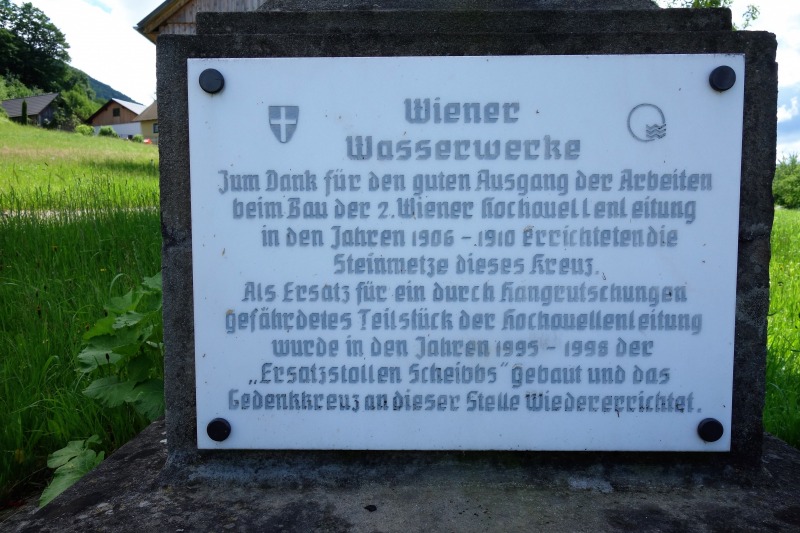 Wiener
Wasserwerke
Zum Dank für den guten Ausgang der Arbeiten
beim Bau der 2. Wiener Hochquellenleitung
in den Jahren 1906 - 1910 errichteten die
Steinmetze dieses Kreuz.
Als Ersatz für ein durch Hangrutschungen
gefährdetes Teilstück der Hochquellenleitung
wurde in den Jahren 1995 - 1998 der
„Ersatzstollen Scheibbs" gebaut und das
Gedenkkreuz an dieser Stelle Wiedererrichtet.